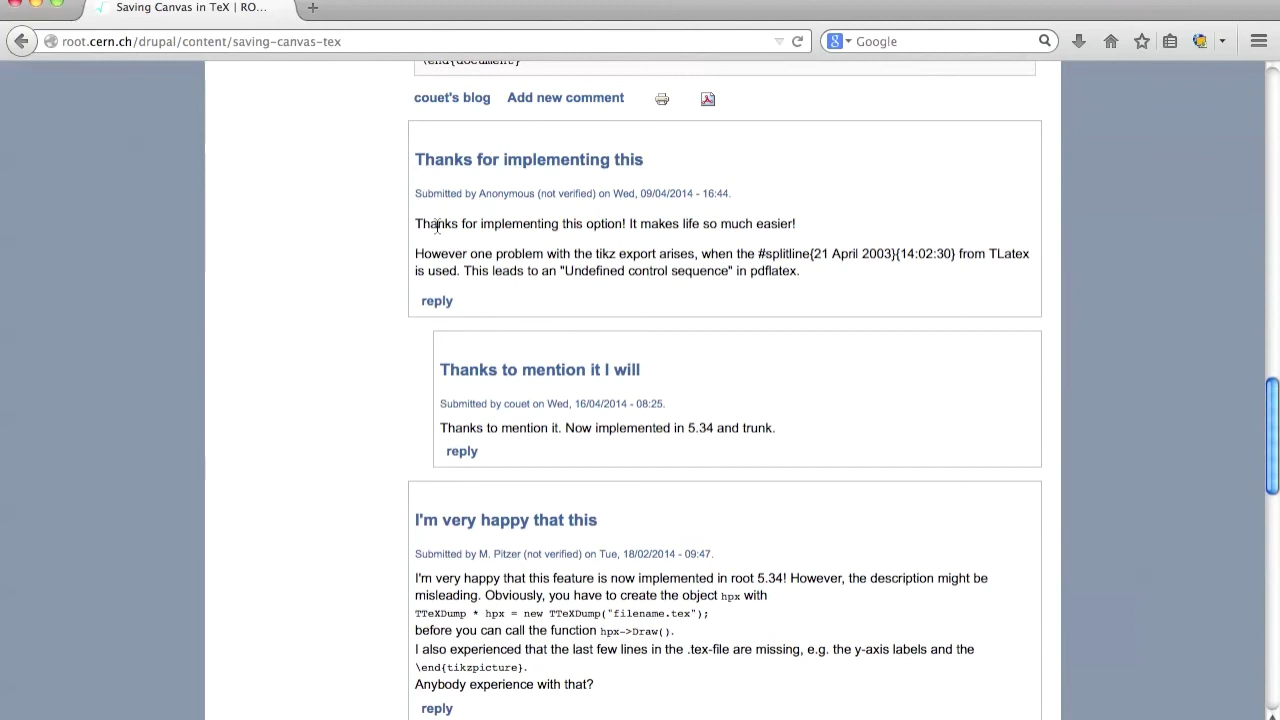 Saving Canvas in TeX | RO...
root.cern.ch/drupal/content/saving-canvas-tex
Google
\end{document}
couet's blog Add new comment
Thanks for implementing this
Submitted by Anonymous (not verified) on Wed, 09/04/2014 - 16:44.
Thanks for implementing this option! It makes life so much easier!
However one problem with the tikz export arises, when the #splitline{21 April 2003}{14:02:30} from TLatex
is used. This leads to an "Undefined control sequence" in pdflatex.
reply
Thanks to mention it I will
Submitted by couet on Wed, 16/04/2014 - 08:25.
Thanks to mention it. Now implemented in 5.34 and trunk.
reply
I'm very happy that this
Submitted by M. Pitzer (not verified) on Tue, 18/02/2014 - 09:47.
I'm very happy that this feature is now implemented in root 5.34! However, the description might be
misleading. Obviously, you have to create the object hpx with
TTeXDump * hpx = new TTeXDump("filename.tex");
before you can call the function hpx->Draw().
I also experienced that the last few lines in the .tex-file are missing, e.g. the y-axis labels and the
\end{tikzpicture}.
Anybody experience with that?
reply